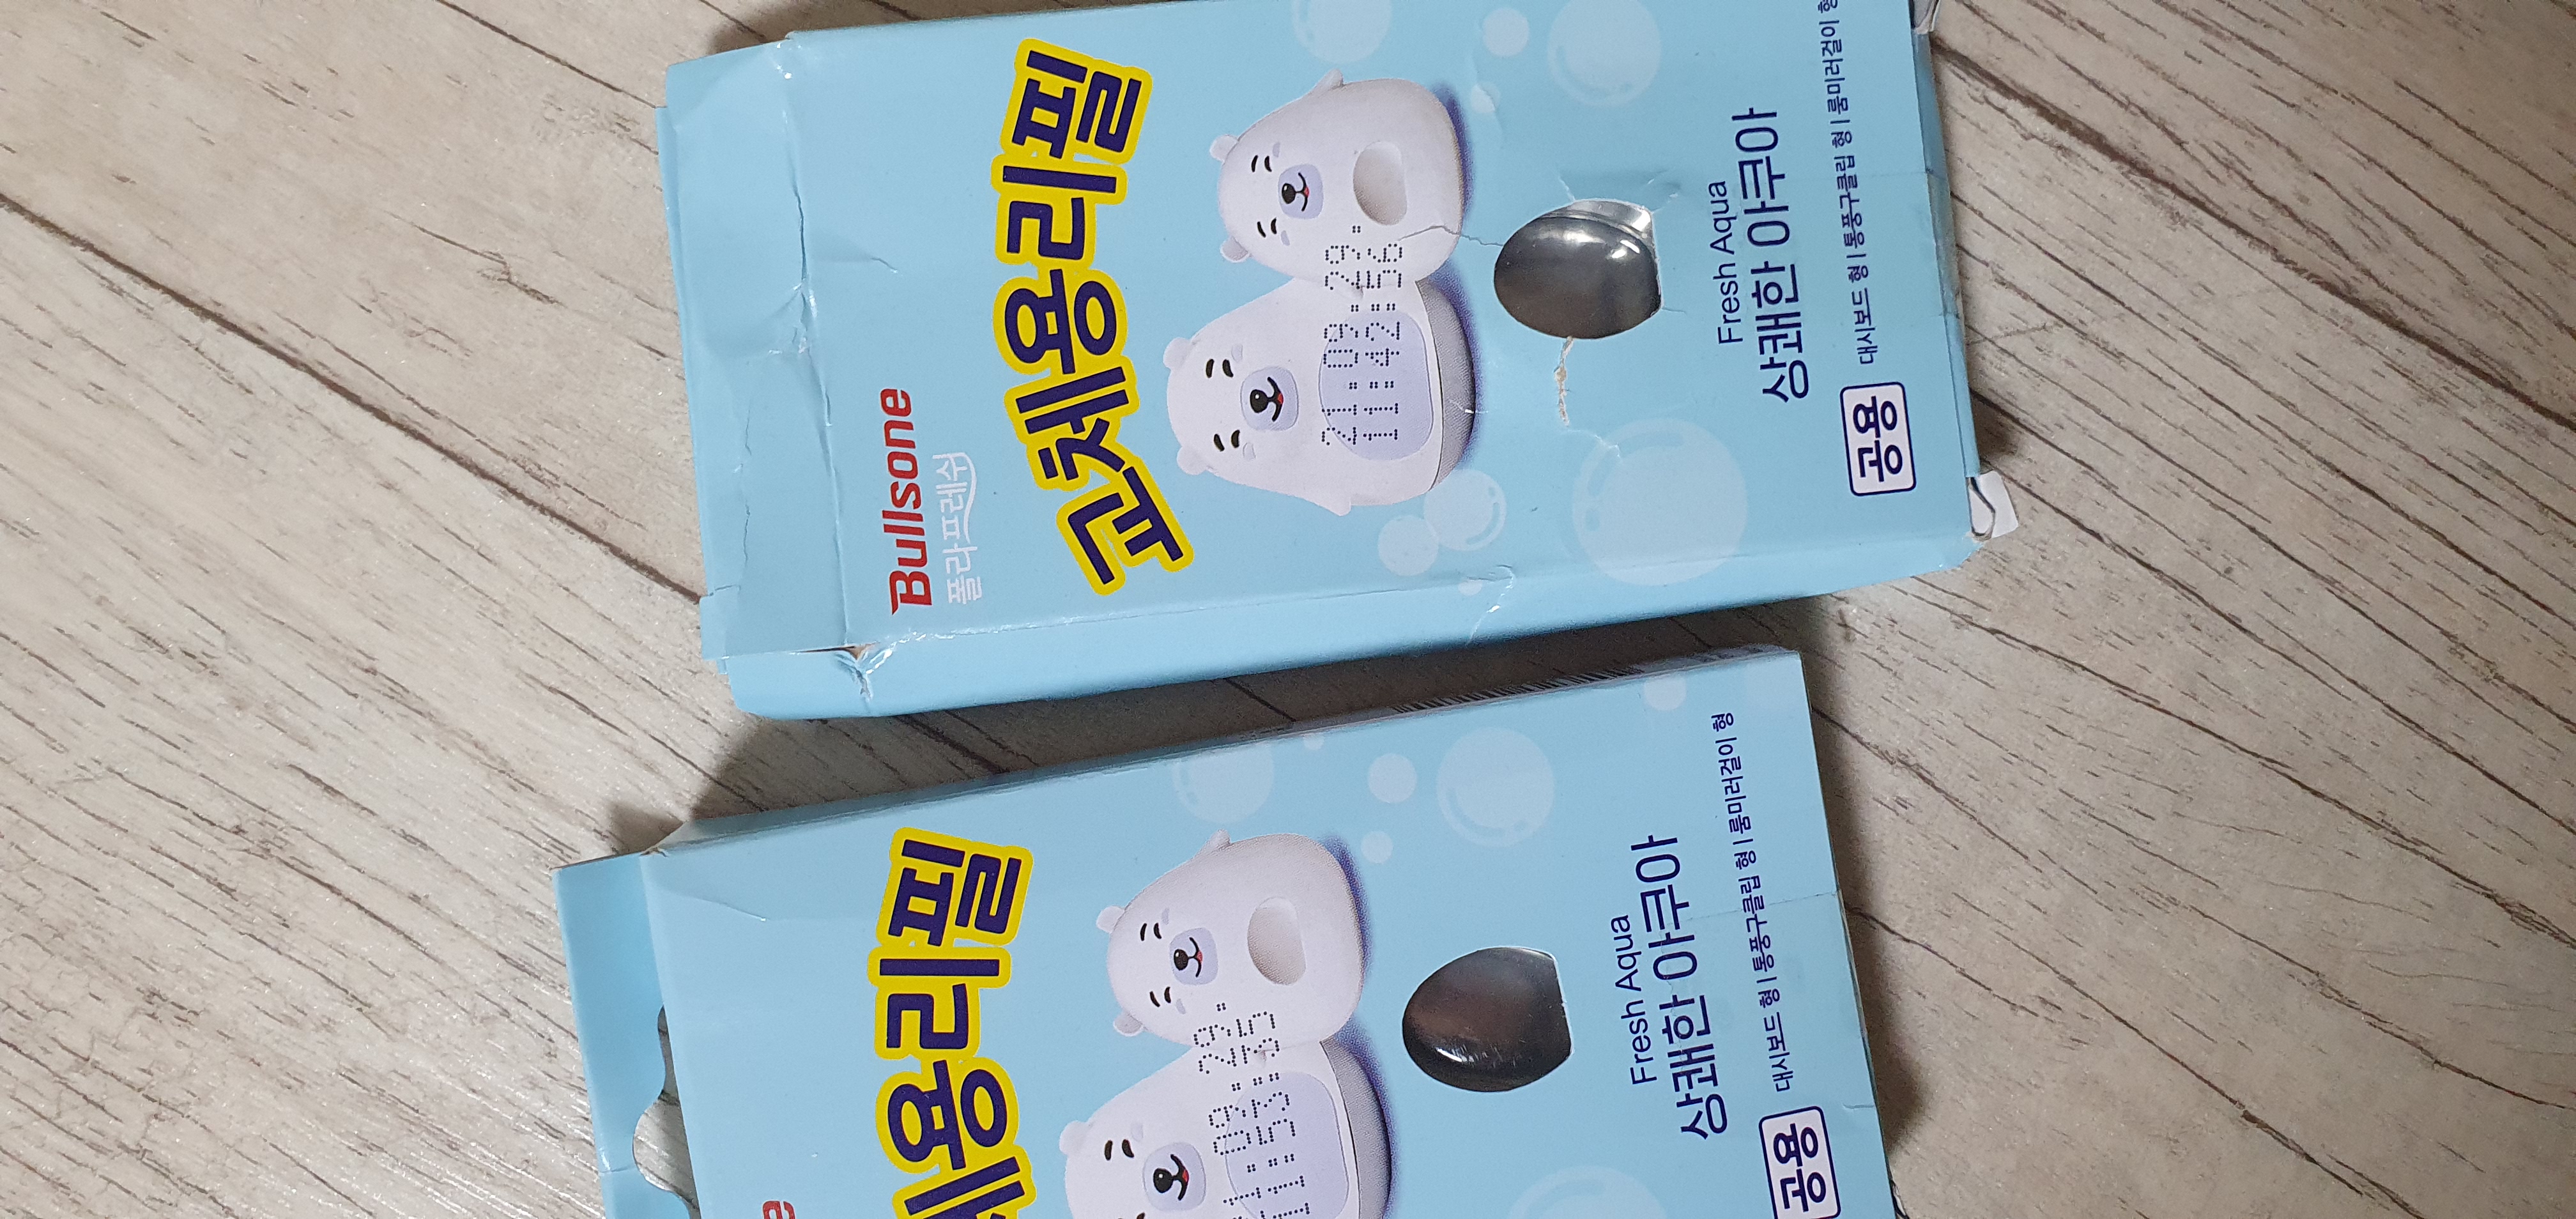 Bullsone
폴라프레쉬
교체용리필
21.09.29.
11:42:56
Fresh Aqua
상쾌한 아쿠아
공용 대시보드 형 | 통풍구클립 형 | 룸미러걸이 형
e
체용리필
1.09.29.
11:53:35
Fresh Aqua
상쾌한 아쿠아
공용 대시보드 형 | 통풍구클립 형 | 룸미러걸이 형